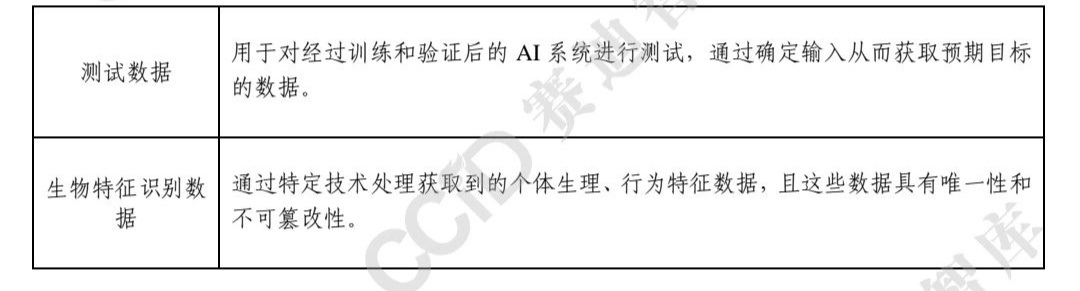 测试数据
用于对经过训练和验证后的 AI 系统进行测试，通过确定输入从而获取预期目标
的数据。
生物特征识别数
据
通过特定技术处理获取到的个体生理、行为特征数据，且这些数据具有唯一性和
不可篡改性。
CCID 赛迪智
智库